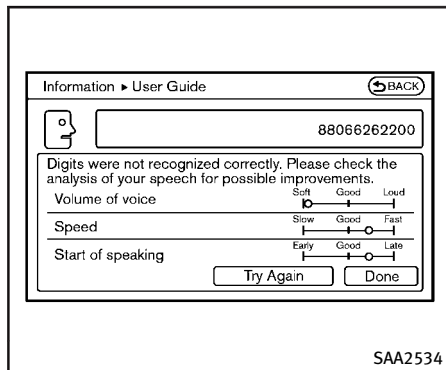 Information ▶ User Guide
BACK
88066262200
Digits were not recognized correctly. Please check the
analysis of your speech for possible improvements.
Volume of voice Soft Good Loud
Speed Slow Good Fast
Start of speaking Early Good Late
Try Again Done
SAA2534